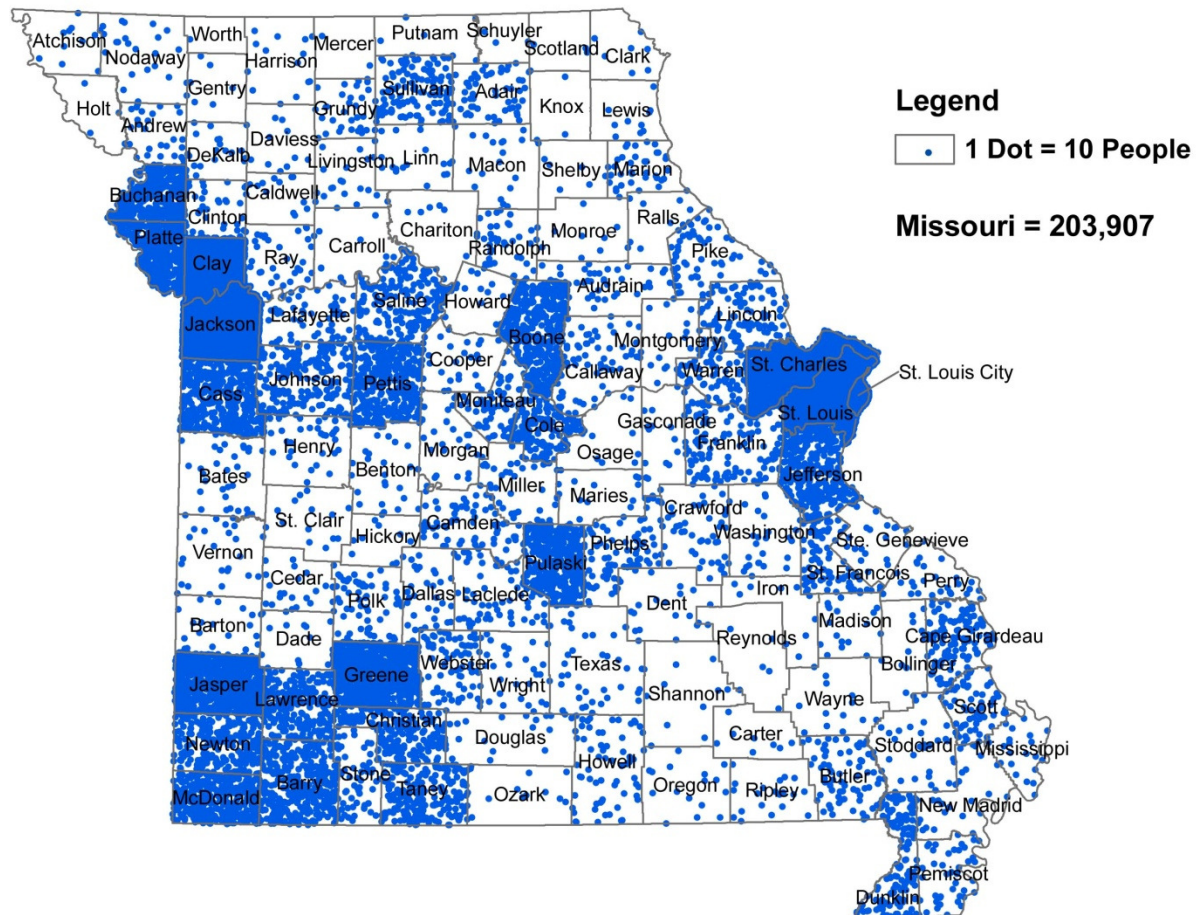 Atchison
Nodaway
Worth
Harrison
Mercer
Putnam
Schuyler
Scotland
Clark
Holt
Gentry
Grundy
Sullivan
Adair
Knox
Lewis
Andrew
DeKalb
Daviess
Livingston
Linn
Macon
Shelby
Marion
Buchanan
Clinton
Caldwell
Platte
Clay
Ray
Carroll
Chariton
Randolph
Monroe
Ralls
Pike
Jackson
Lafayette
Saline
Howard
Boone
Audrain
Callaway
Montgomery
Lincoln
Warren
St. Charles
St. Louis City
St. Louis
Cass
Johnson
Pettis
Cooper
Moniteau
Cole
Gasconade
Osage
Franklin
Jefferson
Bates
Henry
Benton
Morgan
Miller
Maries
Crawford
Washington
Ste. Genevieve
St. Clair
Hickory
Camden
Pulaski
Phelps
St. Francois
Perry
Vernon
Cedar
Polk
Dallas
Laclede
Dent
Iron
Madison
Cape Girardeau
Barton
Dade
Reynolds
Bollinger
Jasper
Lawrence
Greene
Webster
Wright
Texas
Shannon
Wayne
Scott
Newton
Christian
Douglas
Howell
Carter
Stoddard
Mississippi
McDonald
Barry
Stone
Taney
Ozark
Oregon
Ripley
Butler
New Madrid
Pemiscot
Dunklin
Legend
1 Dot = 10 People
Missouri = 203,907